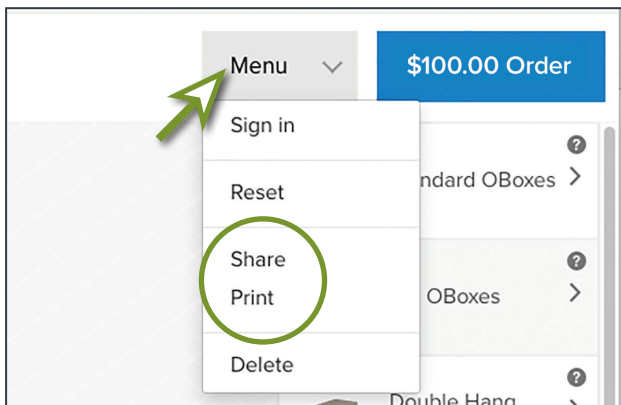 Menu
$100.00 Order
Sign in
Reset
ndard OBoxes
Share
Print
OBoxes
Delete
Double Hang